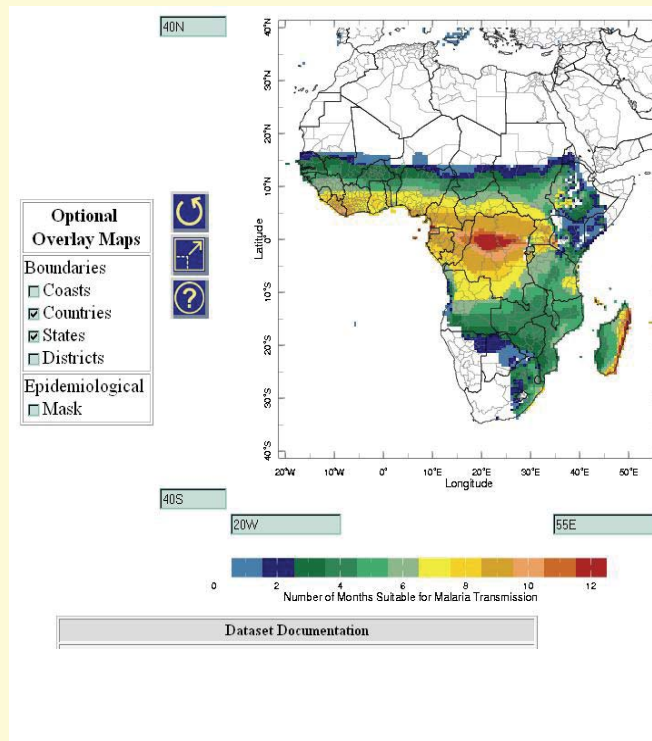 40N
Optional
Overlay Maps
Boundaries
Coasts
Countries
States
Districts
Epidemiological
Mask
40°N
30°N
20°N
10°N
0°
10°S
20°S
30°S
40°S
Latitude
20°W
10°W
0°
10°E
20°E
30°E
40°E
50°E
Longitude
40S
20W
55E
0
2
4
6
8
10
12
Number of Months Suitable for Malaria Transmission
Dataset Documentation